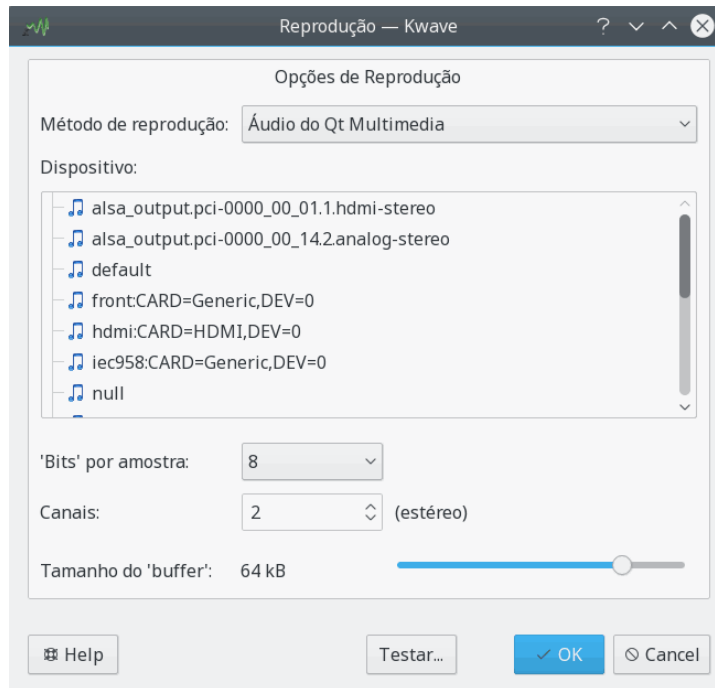 Reprodução — Kwave
Opções de Reprodução
Método de reprodução: Áudio do Qt Multimedia
Dispositivo:
alsa_output.pci-0000_00_01.1.hdmi-stereo
alsa_output.pci-0000_00_14.2.analog-stereo
default
front:CARD=Generic,DEV=0
hdmi:CARD=HDMI,DEV=0
iec958:CARD=Generic,DEV=0
null
'Bits' por amostra: 8
Canais: 2 (estéreo)
Tamanho do 'buffer': 64 kB
Help Testar... OK Cancel